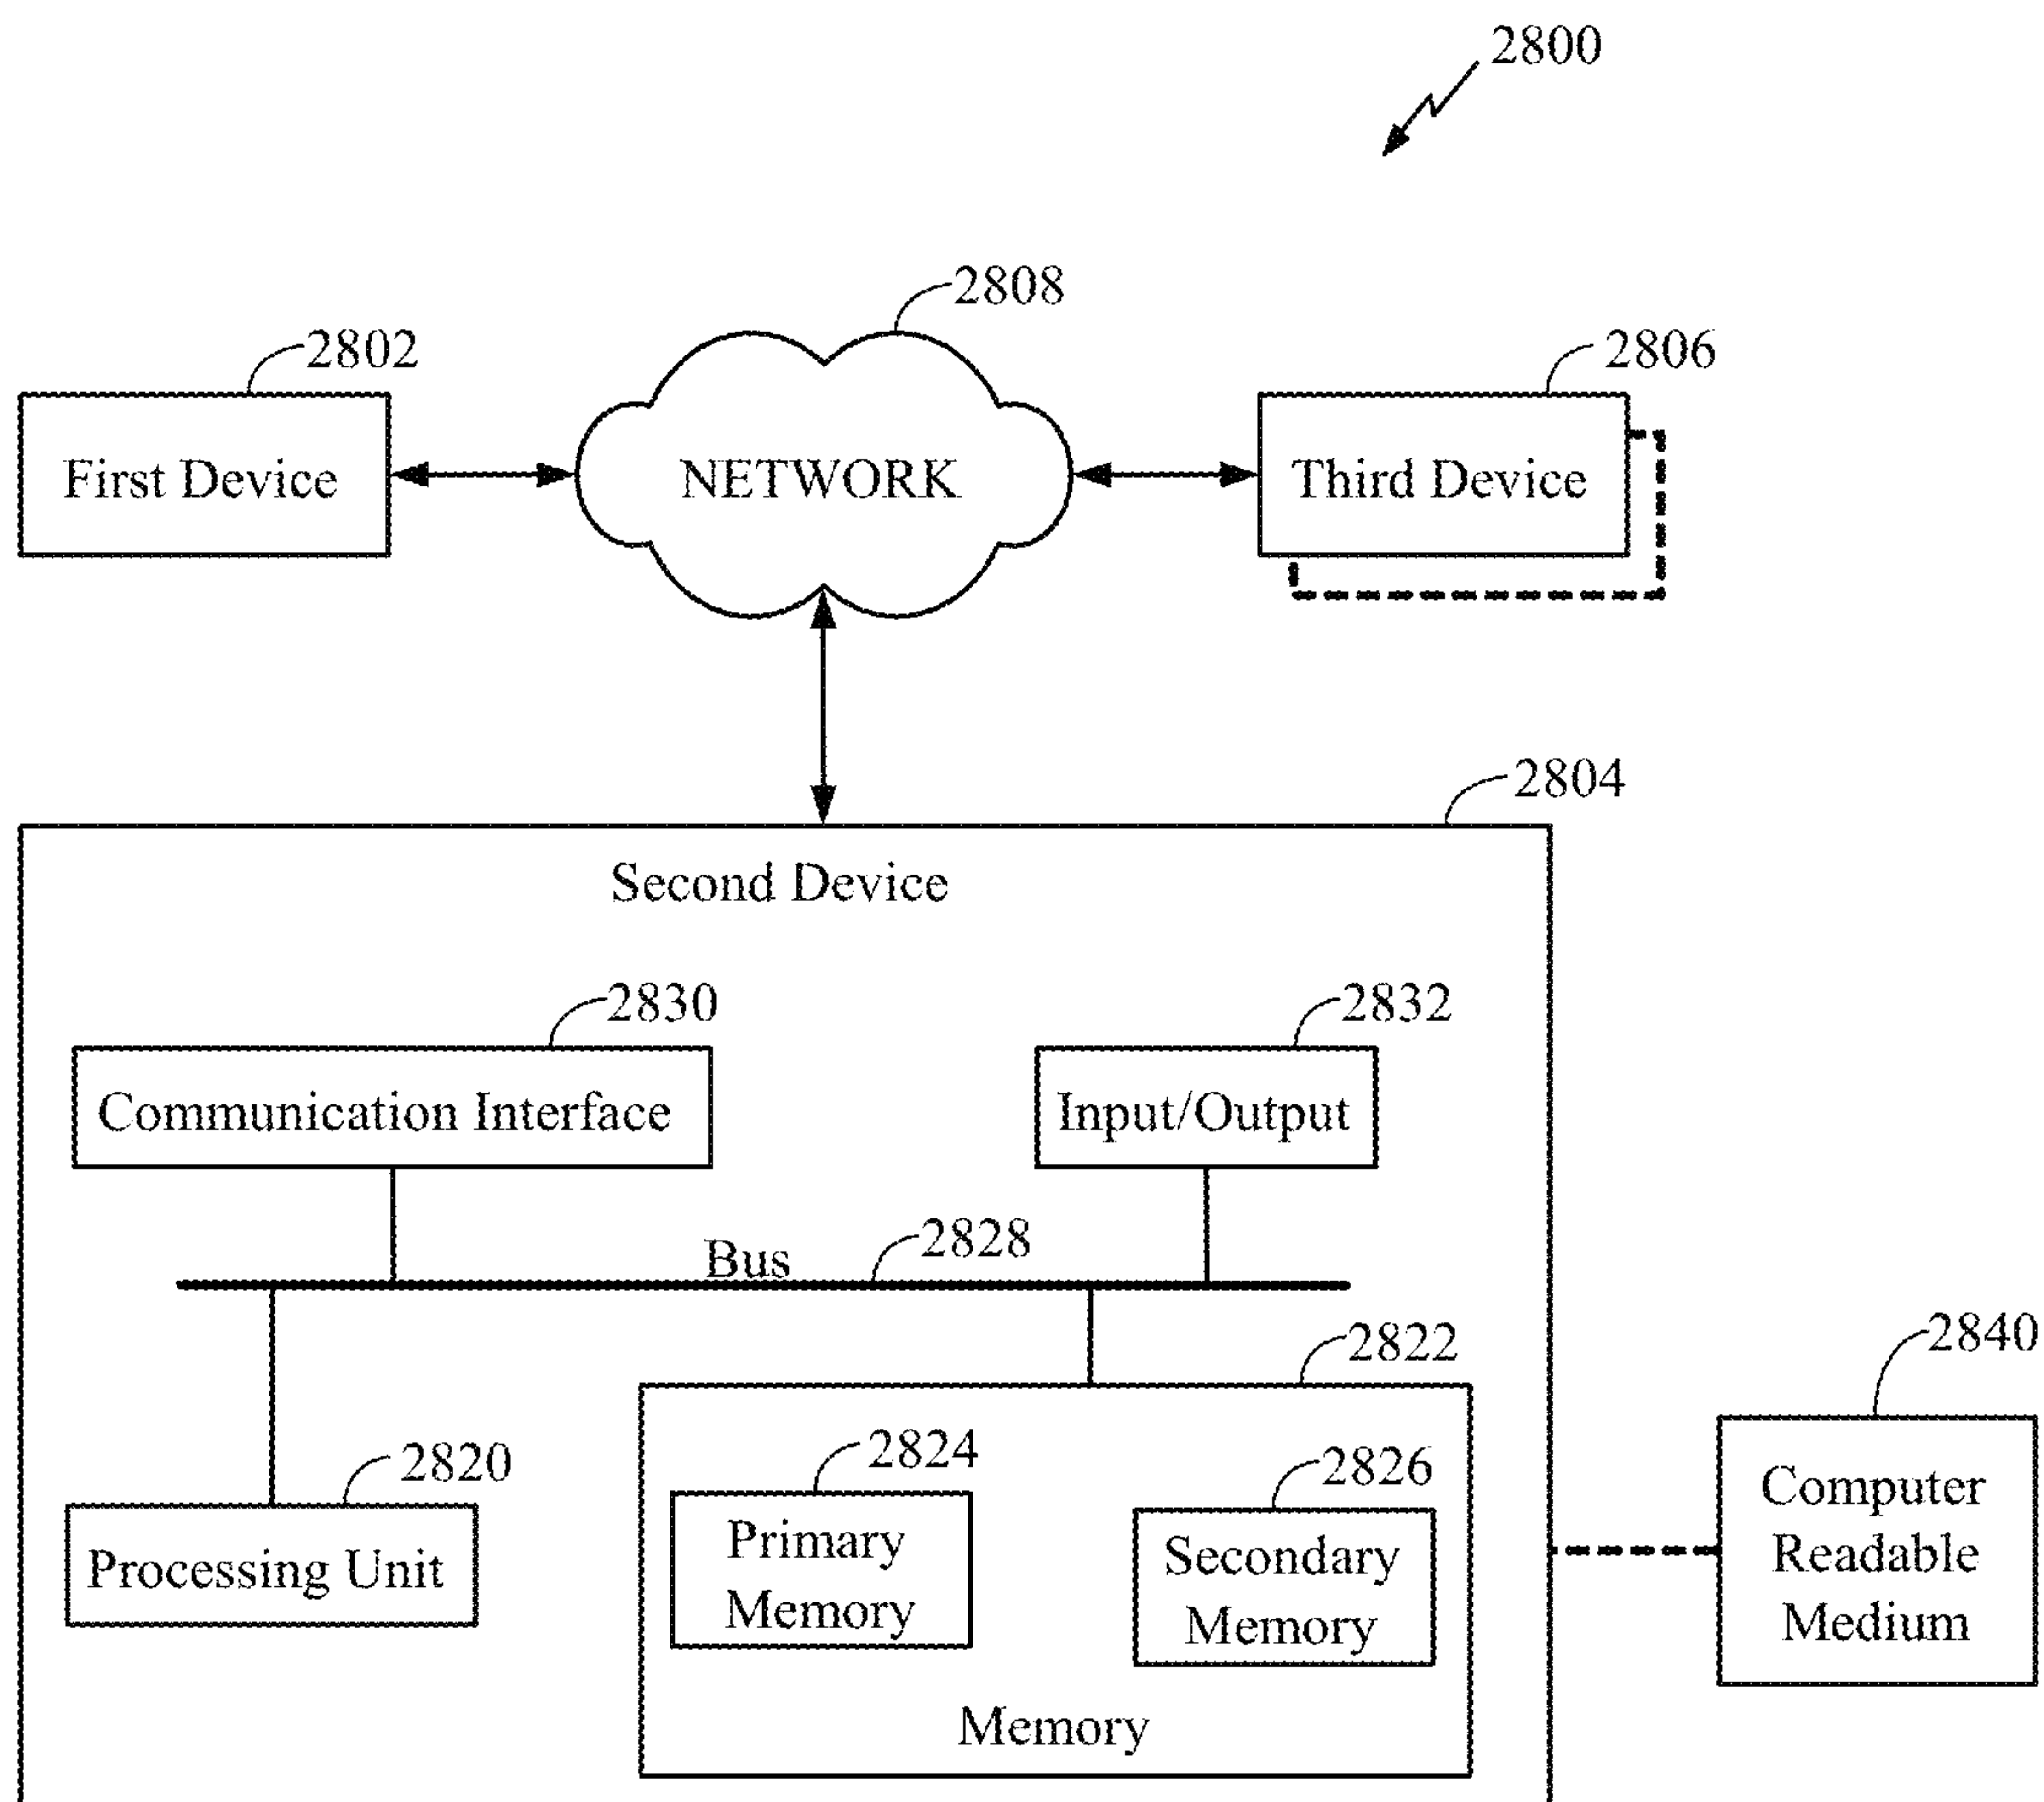 2800
2808
2802
2806
First Device
NETWORK
Third Device
2804
Second Device
2830
2832
Communication Interface
Input/Output
Bus
2828
2822
2840
2824
2820
2826
Primary
Memory
Secondary
Memory
Processing Unit
Computer
Readable
Medium
Memory